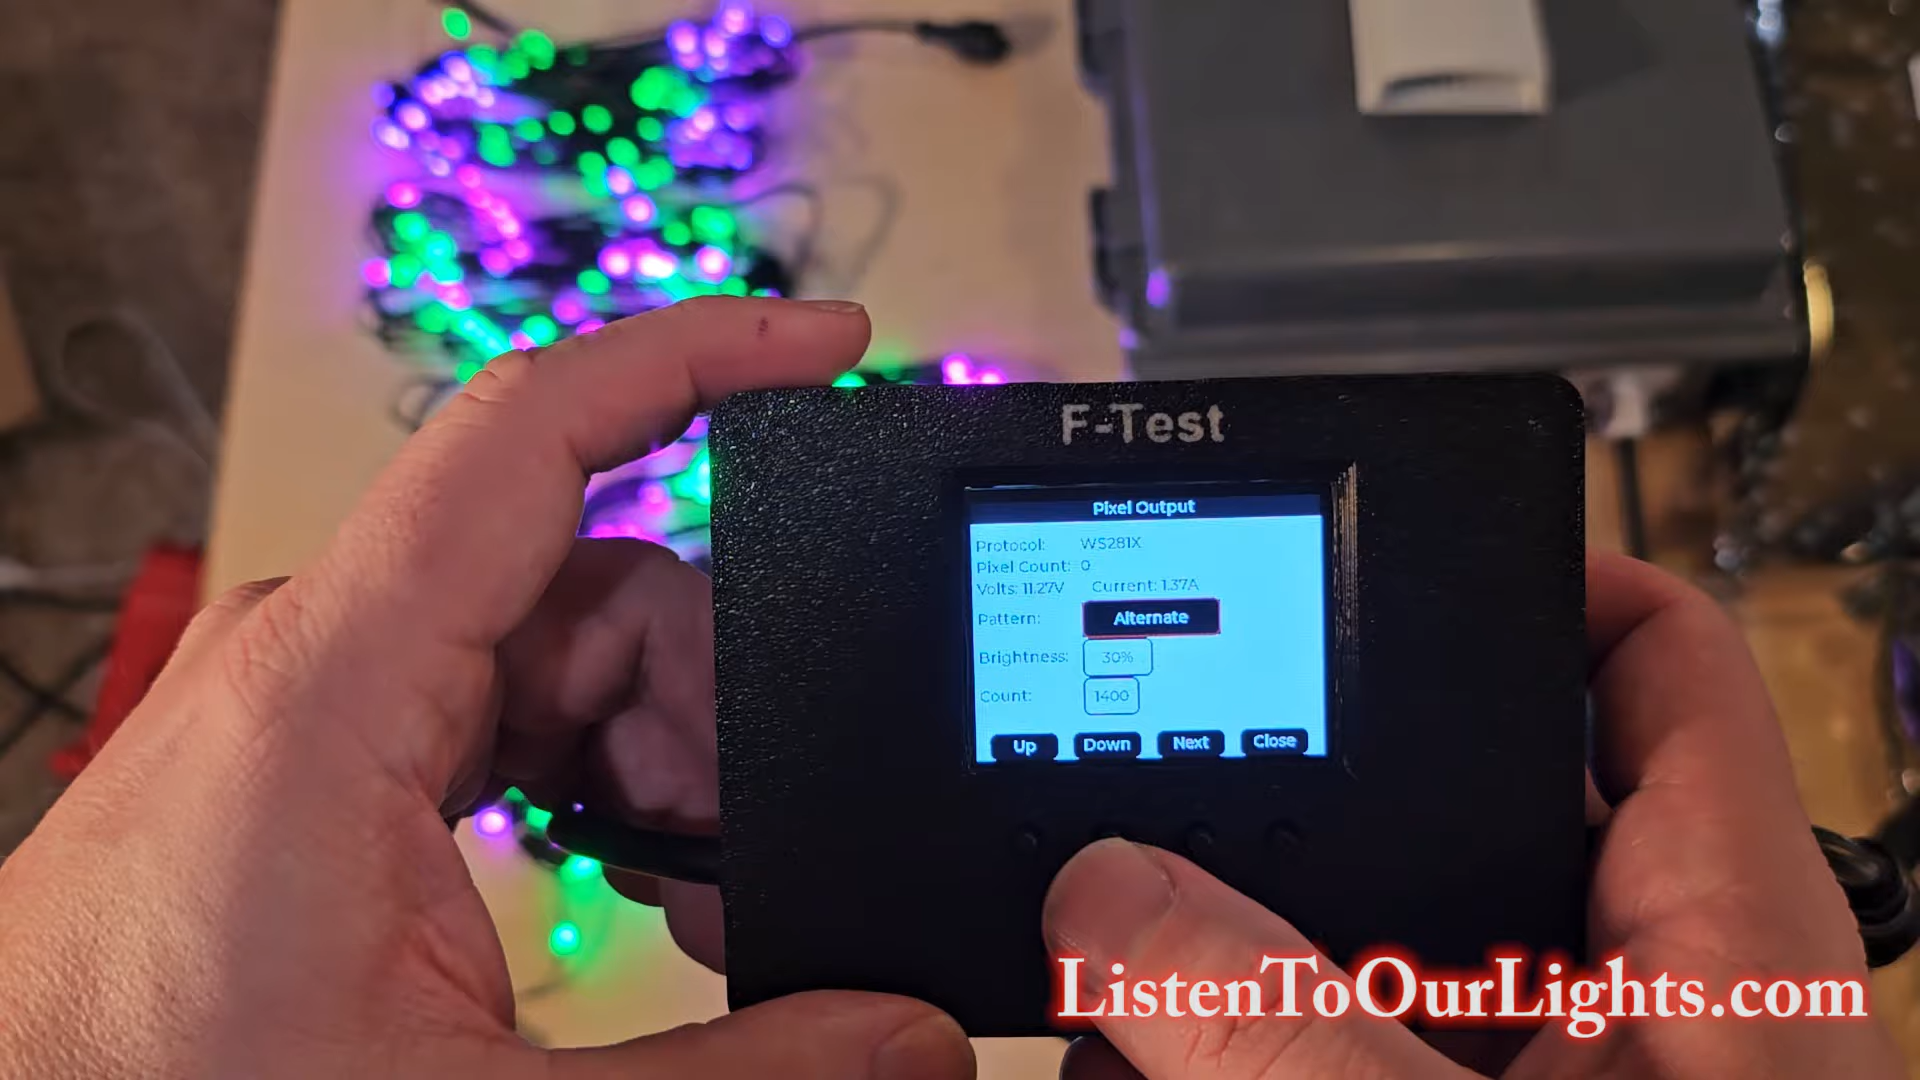 F-Test
Pixel Output
Protocol: WS281X
Pixel Count: 0
Volts: 11.27V Current: 1.37A
Pattern: Alternate
Brightness: 30%
Count: 1400
Up Down Next Close
ListenToOurLights.com